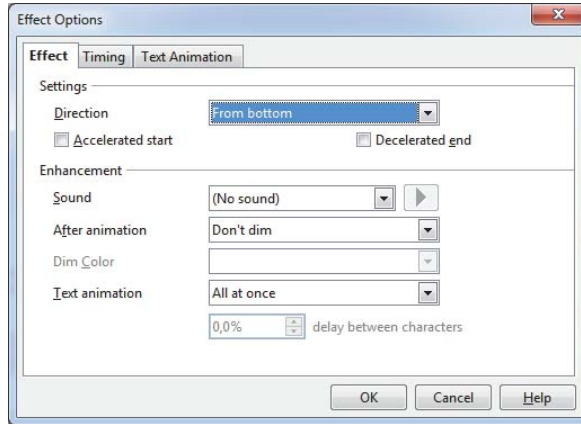 Effect Options
Effect Timing Text Animation
Settings
Direction From bottom
Accelerated start Decelerated end
Enhancement
Sound (No sound)
After animation Don't dim
Dim Color
Text animation All at once
0,0% delay between characters
OK Cancel Help